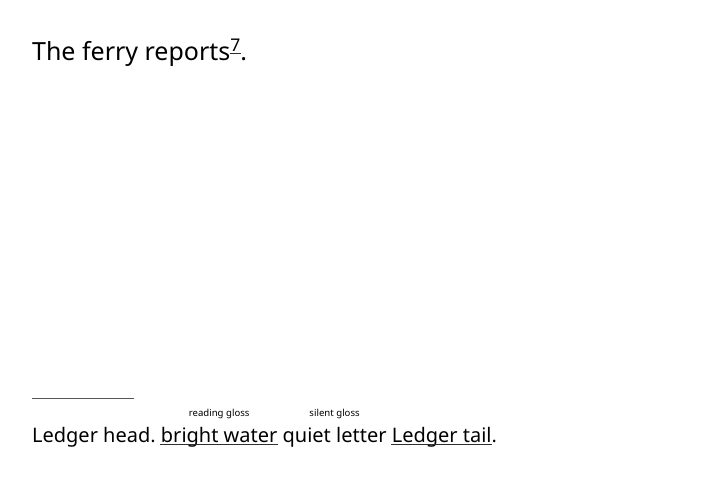 The ferry reports7.
reading gloss silent gloss
Ledger head. bright water quiet letter Ledger tail.